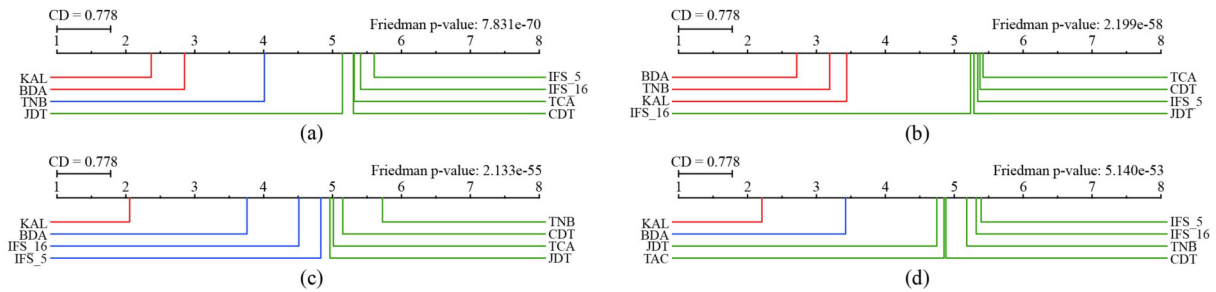 CD = 0.778
Friedman p-value: 7.831e-70
1 2 3 4 5 6 7 8
KAL IFS_5
BDA IFS_16
TNB TCA
JDT CDT
(a)
CD = 0.778
Friedman p-value: 2.199e-58
1 2 3 4 5 6 7 8
BDA TCA
TNB CDT
KAL IFS_5
IFS_16 JDT
(b)
CD = 0.778
Friedman p-value: 2.133e-55
1 2 3 4 5 6 7 8
KAL TNB
BDA CDT
IFS_16 TCA
IFS_5 JDT
(c)
CD = 0.778
Friedman p-value: 5.140e-53
1 2 3 4 5 6 7 8
KAL IFS_5
BDA IFS_16
JDT TNB
TAC CDT
(d)